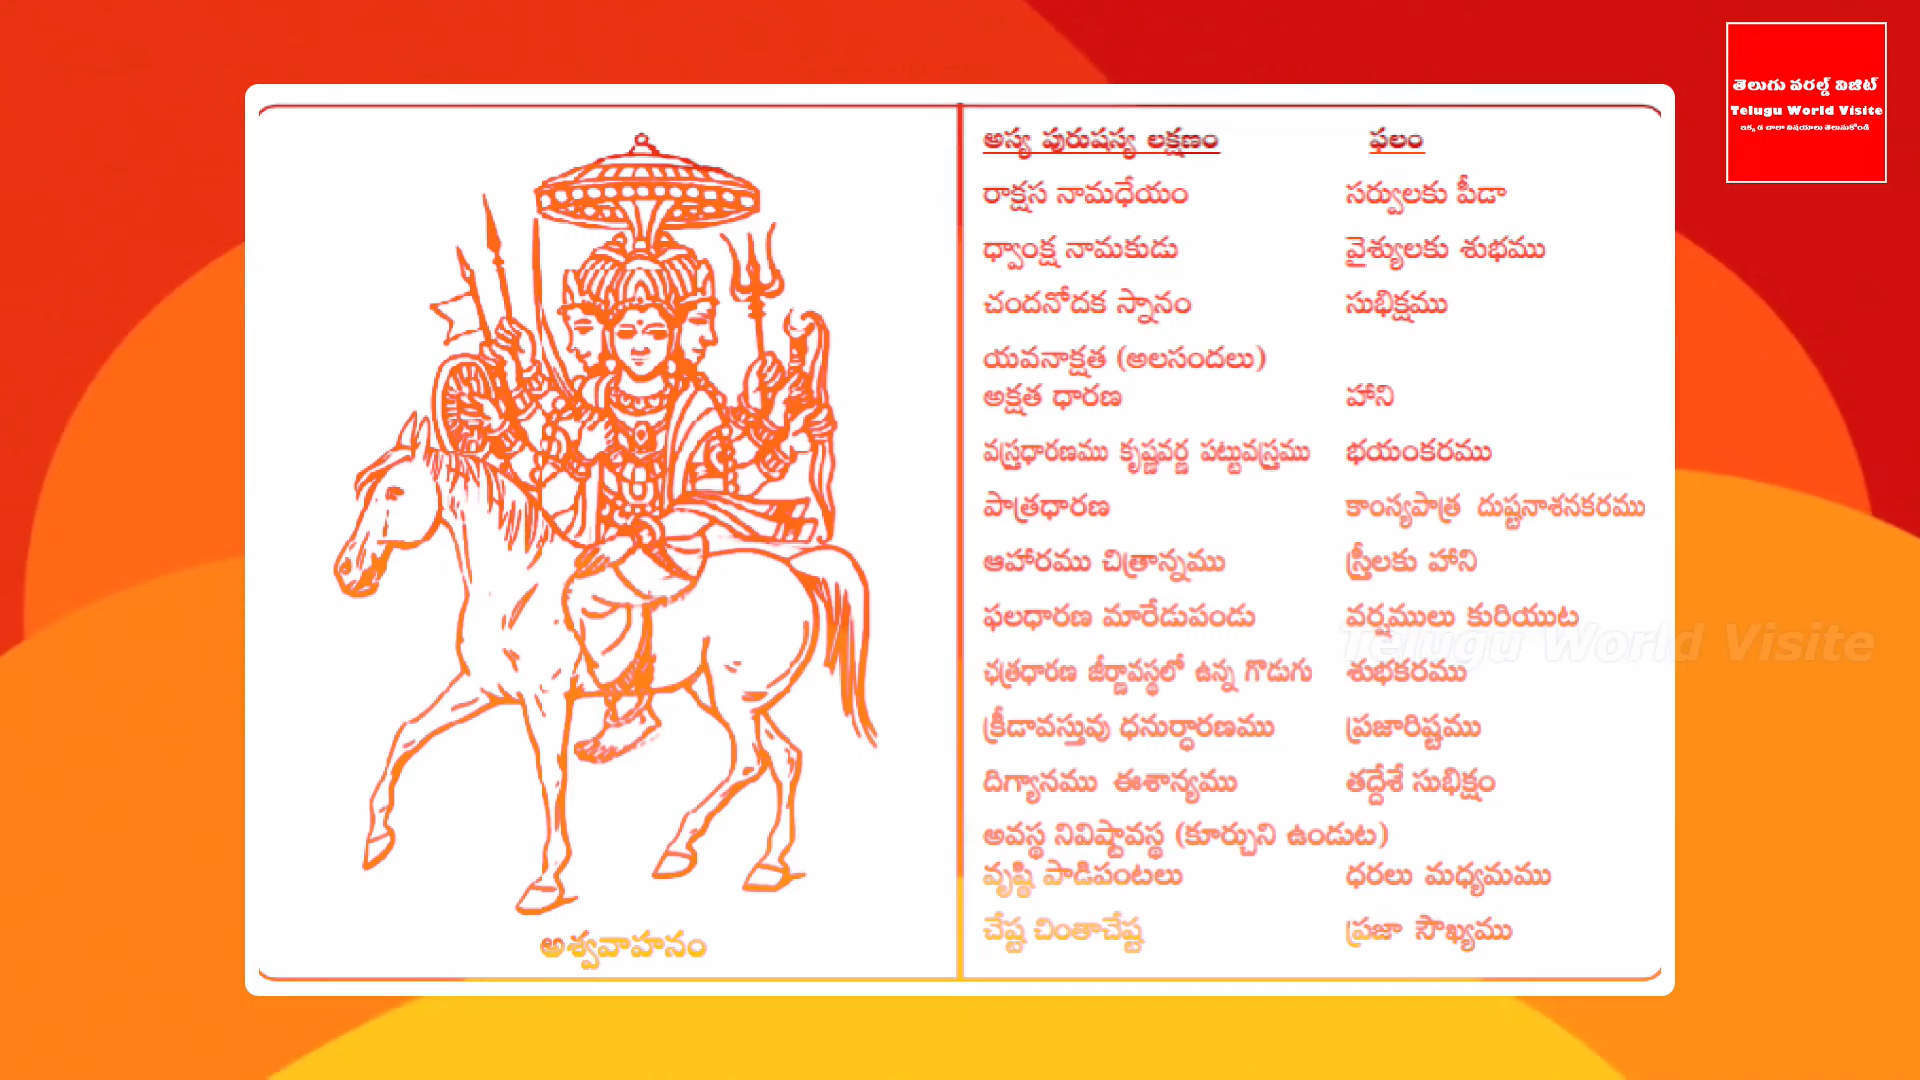 తెలుగు వరల్డ్ విజిట్
Telugu World Visite
ఇక్కడ చాలా విషయాలు తెలుసుకోండి
అస్య పురుషస్య లక్షణం ఫలం
రాక్షస నామధేయం సర్వులకు పీడా
ధ్వాంక్ష నామకుడు వైశ్యులకు శుభము
చందనోదక స్నానం సుభిక్షము
యవనాక్షత (అలసందలు)
అక్షత ధారణ హాని
వస్త్రధారణము కృష్ణవర్ణ పట్టువస్త్రము భయంకరము
పాత్రధారణ కాంస్యపాత్ర దుష్టనాశనకరము
ఆహారము చిత్రాన్నము స్త్రీలకు హాని
ఫలధారణ మారేడుపండు వర్షములు కురియుట
ఛత్రధారణ జీర్ణావస్థలో ఉన్న గొడుగు శుభకరము
క్రీడావస్తువు ధనుర్ధారణము ప్రజారిష్టము
దిగ్యానము ఈశాన్యము తద్దేశే సుభిక్షం
అవస్థ నివిష్టావస్థ (కూర్చుని ఉండుట)
వృష్ఠి పాడిపంటలు ధరలు మధ్యమము
చేష్ట చింతాచేష్ట ప్రజా సౌఖ్యము
అశ్వవాహనం
Telugu World Visite